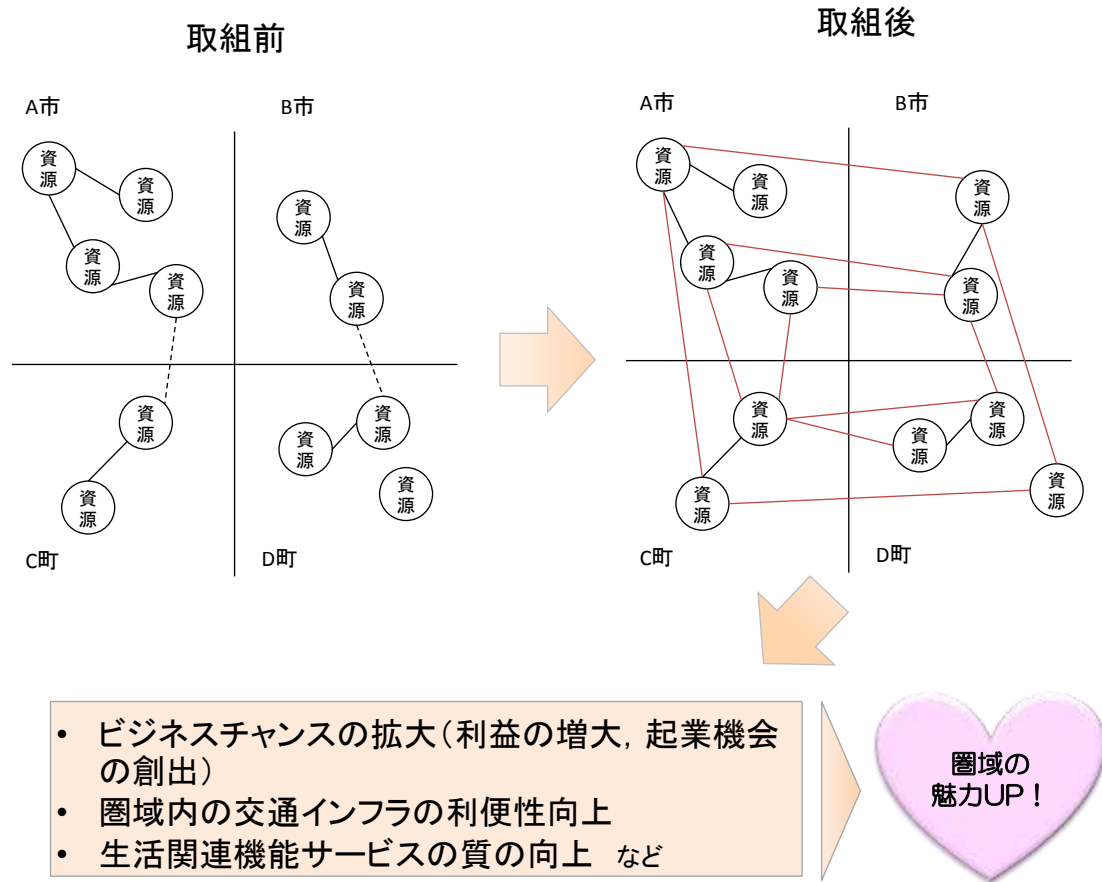 取組前
取組後
A市
B市
資源
資源
資源
資源
資源
資源
資源
資源
資源
資源
資源
C町
D町
A市
B市
資源
資源
資源
資源
資源
資源
資源
資源
資源
資源
資源
C町
D町
• ビジネスチャンスの拡大（利益の増大，起業機会
の創出）
• 圏域内の交通インフラの利便性向上
• 生活関連機能サービスの質の向上 など
圏域の
魅力UP！